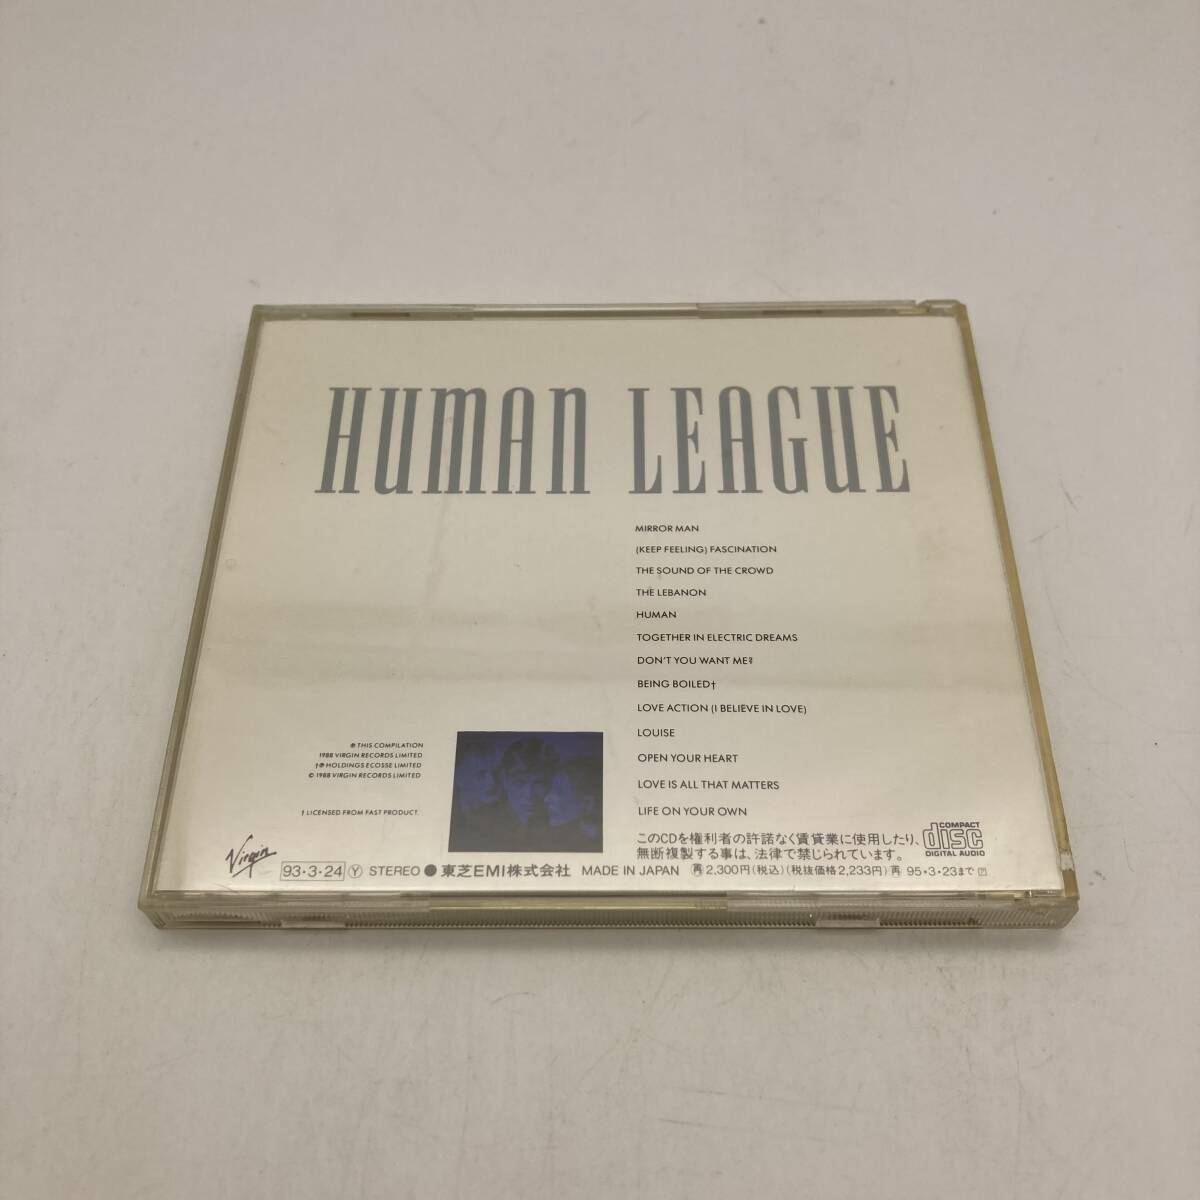 HUMAN LEAGUE
MIRROR MAN
(KEEP FEELING) FASCINATION
THE SOUND OF THE CROWD
THE LEBANON
HUMAN
TOGETHER IN ELECTRIC DREAMS
DON'T YOU WANT ME?
BEING BOILED†
LOVE ACTION (I BELIEVE IN LOVE)
LOUISE
OPEN YOUR HEART
LOVE IS ALL THAT MATTERS
LIFE ON YOUR OWN
℗ THIS COMPILATION
1988 VIRGIN RECORDS LIMITED
†℗ HOLDINGS ECOSSE LIMITED
© 1988 VIRGIN RECORDS LIMITED
† LICENSED FROM FAST PRODUCT.
このCDを権利者の許諾なく賃貸業に使用したり、
無断複製する事は、法律で禁じられています。
COMPACT
disc
DIGITAL AUDIO
Virgin
93・3・24 Ⓨ STEREO ● 東芝EMI株式会社 MADE IN JAPAN 再 2,300円(税込)(税抜価格2,233円) 再 95・3・23まで